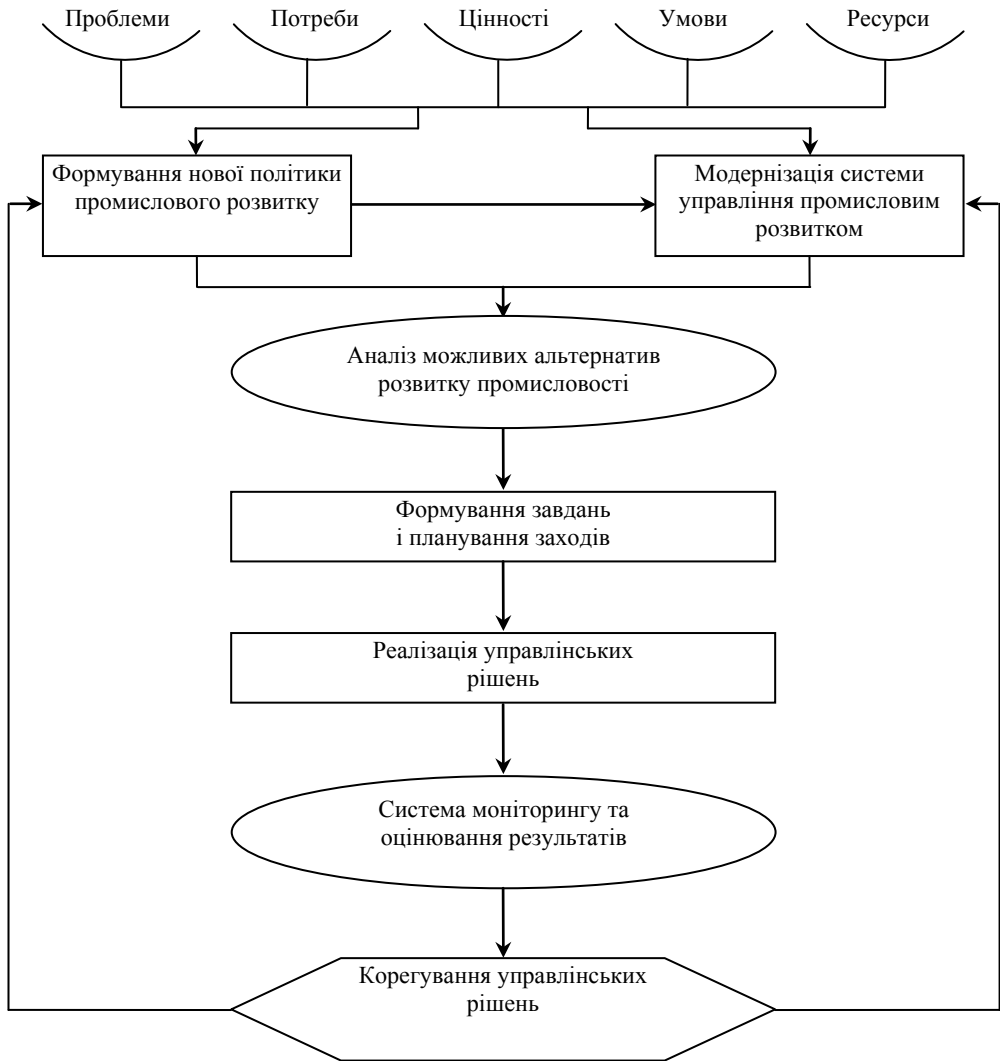 Проблеми
Потреби
Цінності
Умови
Ресурси
Формування нової політики
промислового розвитку
Модернізація системи
управління промисловим
розвитком
Аналіз можливих альтернатив
розвитку промисловості
Формування завдань
і планування заходів
Реалізація управлінських
рішень
Система моніторингу та
оцінювання результатів
Корегування управлінських
рішень